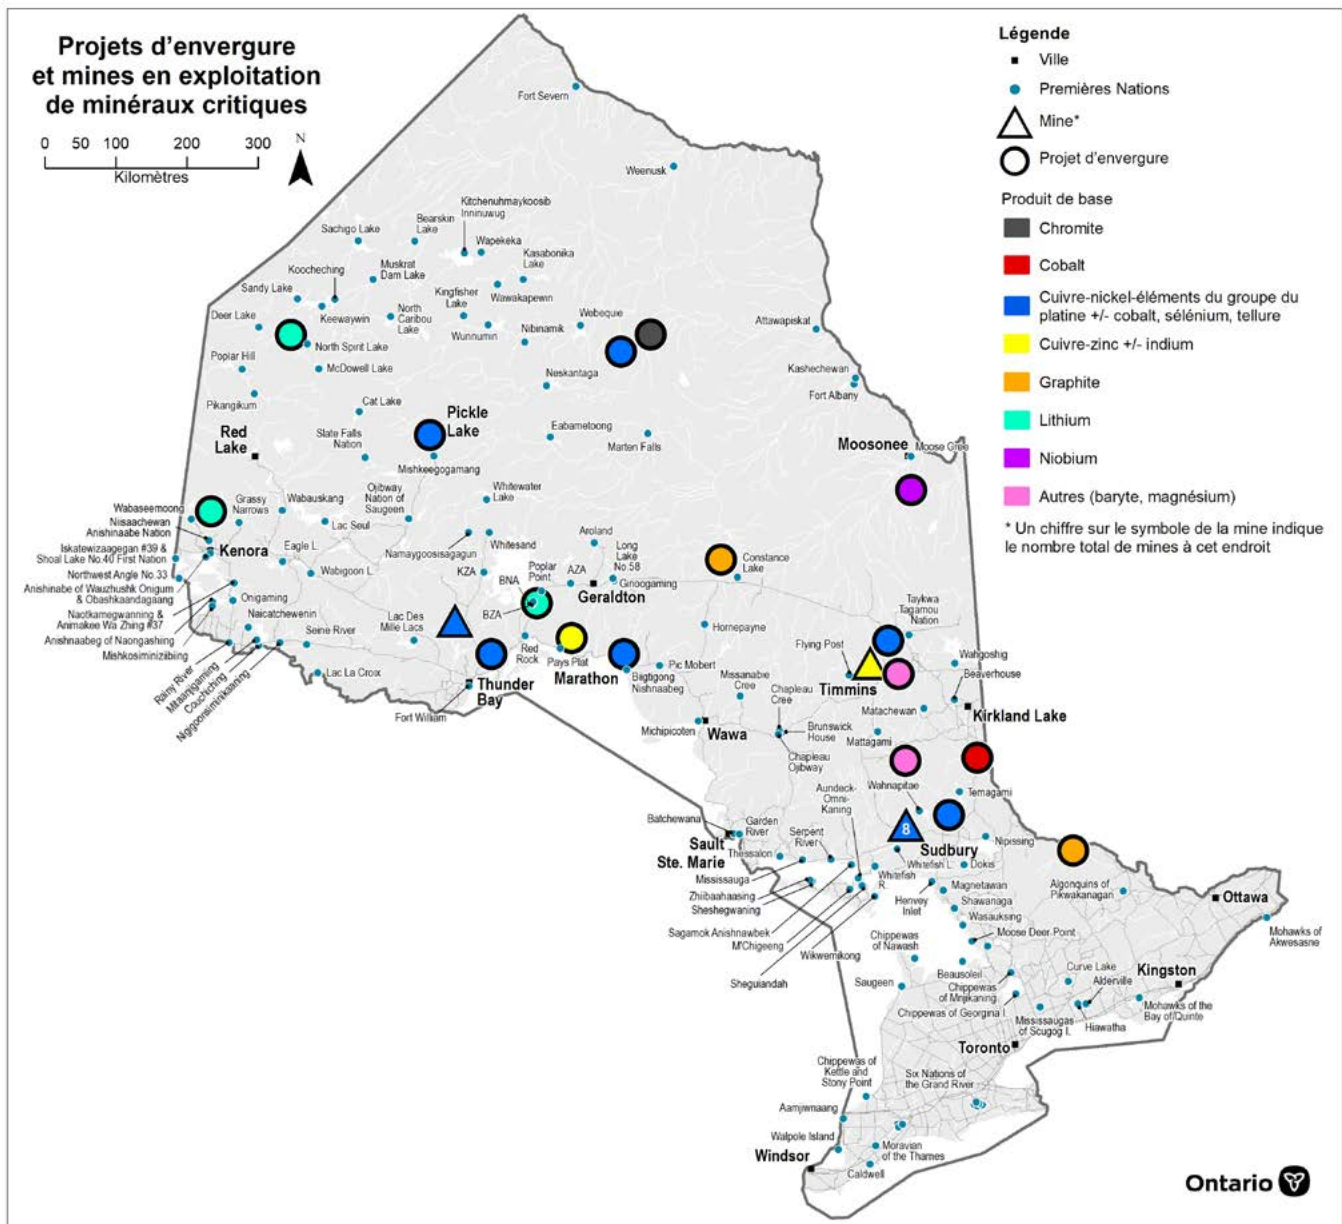 Projets d’envergure
et mines en exploitation
de minéraux critiques
0 50 100 200 300
Kilomètres
N
Légende
Ville
Premières Nations
Mine*
Projet d’envergure
Produit de base
Chromite
Cobalt
Cuivre-nickel-éléments du groupe du
platine +/- cobalt, sélénium, tellure
Cuivre-zinc +/- indium
Graphite
Lithium
Niobium
Autres (baryte, magnésium)
* Un chiffre sur le symbole de la mine indique
le nombre total de mines à cet endroit
Fort Severn
Weenusk
Kitchenuhmaykoosib
Inninuwug
Bearskin
Lake
Sachigo Lake
Wapekeka
Kasabonika
Lake
Koocheching
Muskrat
Dam Lake
Sandy Lake
Kingfisher
Lake
Wawakapewin
Deer Lake
Keewaywin
North
Caribou
Lake
Wunnumin
Nibinamik
Webequie
Attawapiskat
North Spirit Lake
Poplar Hill
McDowell Lake
Neskantaga
Kashechewan
Fort Albany
Pikangikum
Cat Lake
Pickle
Lake
Red
Lake
Slate Falls
Nation
Eabametoong
Marten Falls
Moosonee
Moose Cree
Mishkeegogamang
Ojibway
Nation of
Saugeen
Whitewater
Lake
Wabaseemoong
Grassy
Narrows
Wabauskang
Lac Seul
Niisaachewan
Anishinaabe Nation
Iskatewizaagegan #39 &
Shoal Lake No.40 First Nation
Kenora
Eagle L.
Namaygoosisagagun
Whitesand
Aroland
Long
Lake
No.58
Constance
Lake
Northwest Angle No.33
Wabigoon L.
KZA
Poplar
Point
AZA
Ginoogaming
BNA
Geraldton
Anishinabe of Wauzhushk Onigum
& Obashkaandagaang
Onigaming
BZA
Naotkamegwanning &
Animakee Wa Zhing #37
Naicatchewenin
Lac Des
Mille Lacs
Taykwa
Tagamou
Nation
Anishnaabeg of Naongashiing
Seine River
Hornepayne
Flying Post
Mishkosiminiziibiing
Red
Rock
Pays Plat
Wahgoshig
Rainy River
Mitaanjigamiing
Couchiching
Nigigoonsiminikaaning
Lac La Croix
Marathon
Biigtigong
Nishnaabeg
Pic Mobert
Missanabie
Cree
Chapleau
Cree
Timmins
Beaverhouse
Thunder
Bay
Fort William
Matachewan
Kirkland Lake
Michipicoten
Wawa
Brunswick
House
Mattagami
Chapleau
Ojibway
Aundeck-
Omni-
Kaning
Wahnapitae
Temagami
Batchewana
Garden
River
Serpent
River
8
Sault
Ste. Marie
Sudbury
Nipissing
Thessalon
Whitefish L.
Dokis
Mississauga
Whitefish
R.
Magnetawan
Algonquins of
Pikwakanagan
Ottawa
Zhiibaahaasing
Sheshegwaning
Henvey
Inlet
Shawanaga
Wasauksing
Sagamok Anishnawbek
Mohawks of
Akwesasne
M'Chigeeng
Chippewas
of Nawash
Moose Deer Point
Wikwemikong
Curve Lake
Kingston
Sheguiandah
Saugeen
Beausoleil
Alderville
Chippewas
of Mnjikaning
Chippewas of Georgina I.
Mississaugas
of Scugog I.
Hiawatha
Mohawks of the
Bay of Quinte
Toronto
Chippewas of
Kettle and
Stony Point
Six Nations of
the Grand River
Aamjiwnaang
Walpole Island
Windsor
Moravian
of the Thames
Caldwell
Ontario